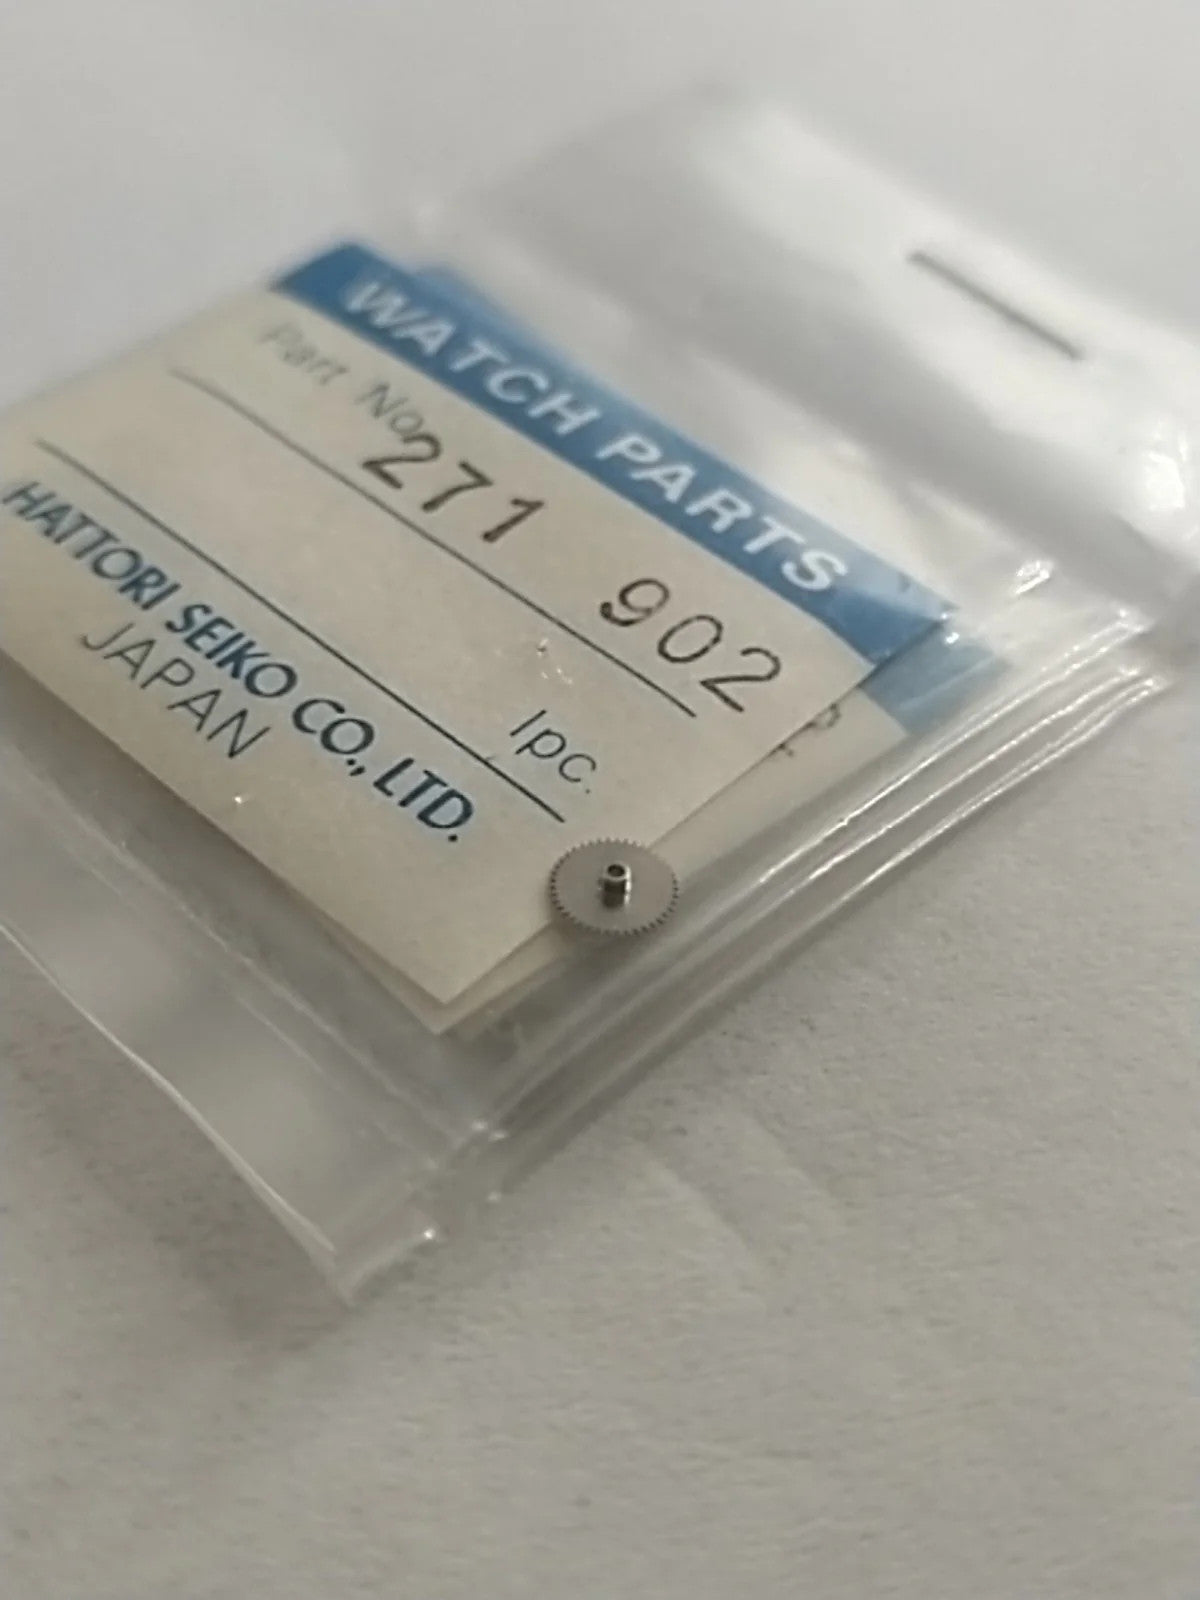 WATCH PARTS
Part No.
271 902
1pc.
HATTORI SEIKO CO., LTD.
JAPAN